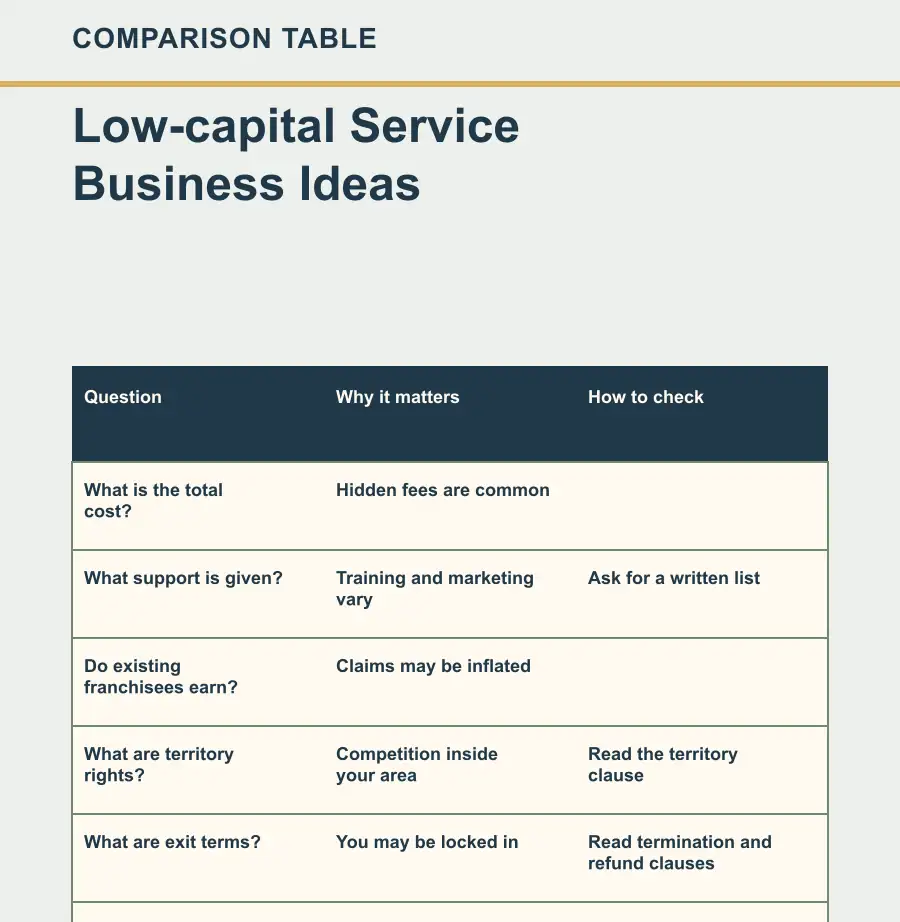 COMPARISON TABLE
Low-capital Service
Business Ideas
Question
Why it matters
How to check
What is the total
cost?
Hidden fees are common
What support is given?
Training and marketing
vary
Ask for a written list
Do existing
franchisees earn?
Claims may be inflated
What are territory
rights?
Competition inside
your area
Read the territory
clause
What are exit terms?
You may be locked in
Read termination and
refund clauses